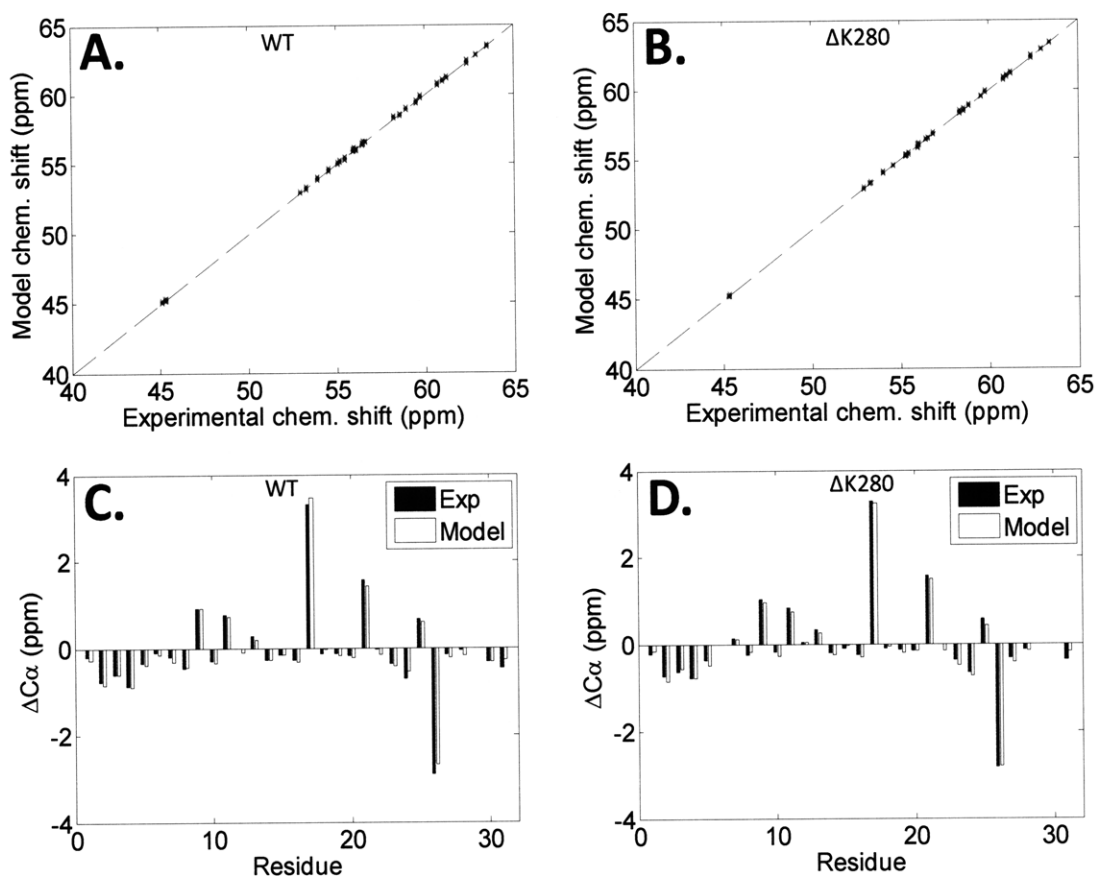 A.
WT
65
60
55
50
45
40
40 45 50 55 60 65
Model chem. shift (ppm)
Experimental chem. shift (ppm)
B.
ΔK280
65
60
55
50
45
40
40 45 50 55 60 65
Model chem. shift (ppm)
Experimental chem. shift (ppm)
C.
WT
Exp
Model
4
2
0
-2
-4
0 10 20 30
ΔCα (ppm)
Residue
D.
ΔK280
Exp
Model
4
2
0
-2
-4
0 10 20 30
ΔCα (ppm)
Residue